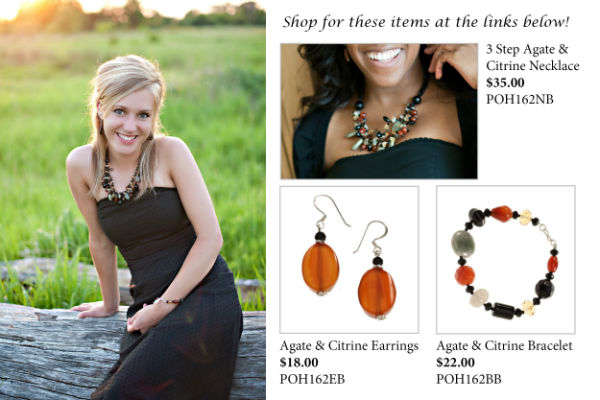 Shop for these items at the links below!
3 Step Agate &
Citrine Necklace
$35.00
POH162NB
Agate & Citrine Earrings
$18.00
POH162EB
Agate & Citrine Bracelet
$22.00
POH162BB